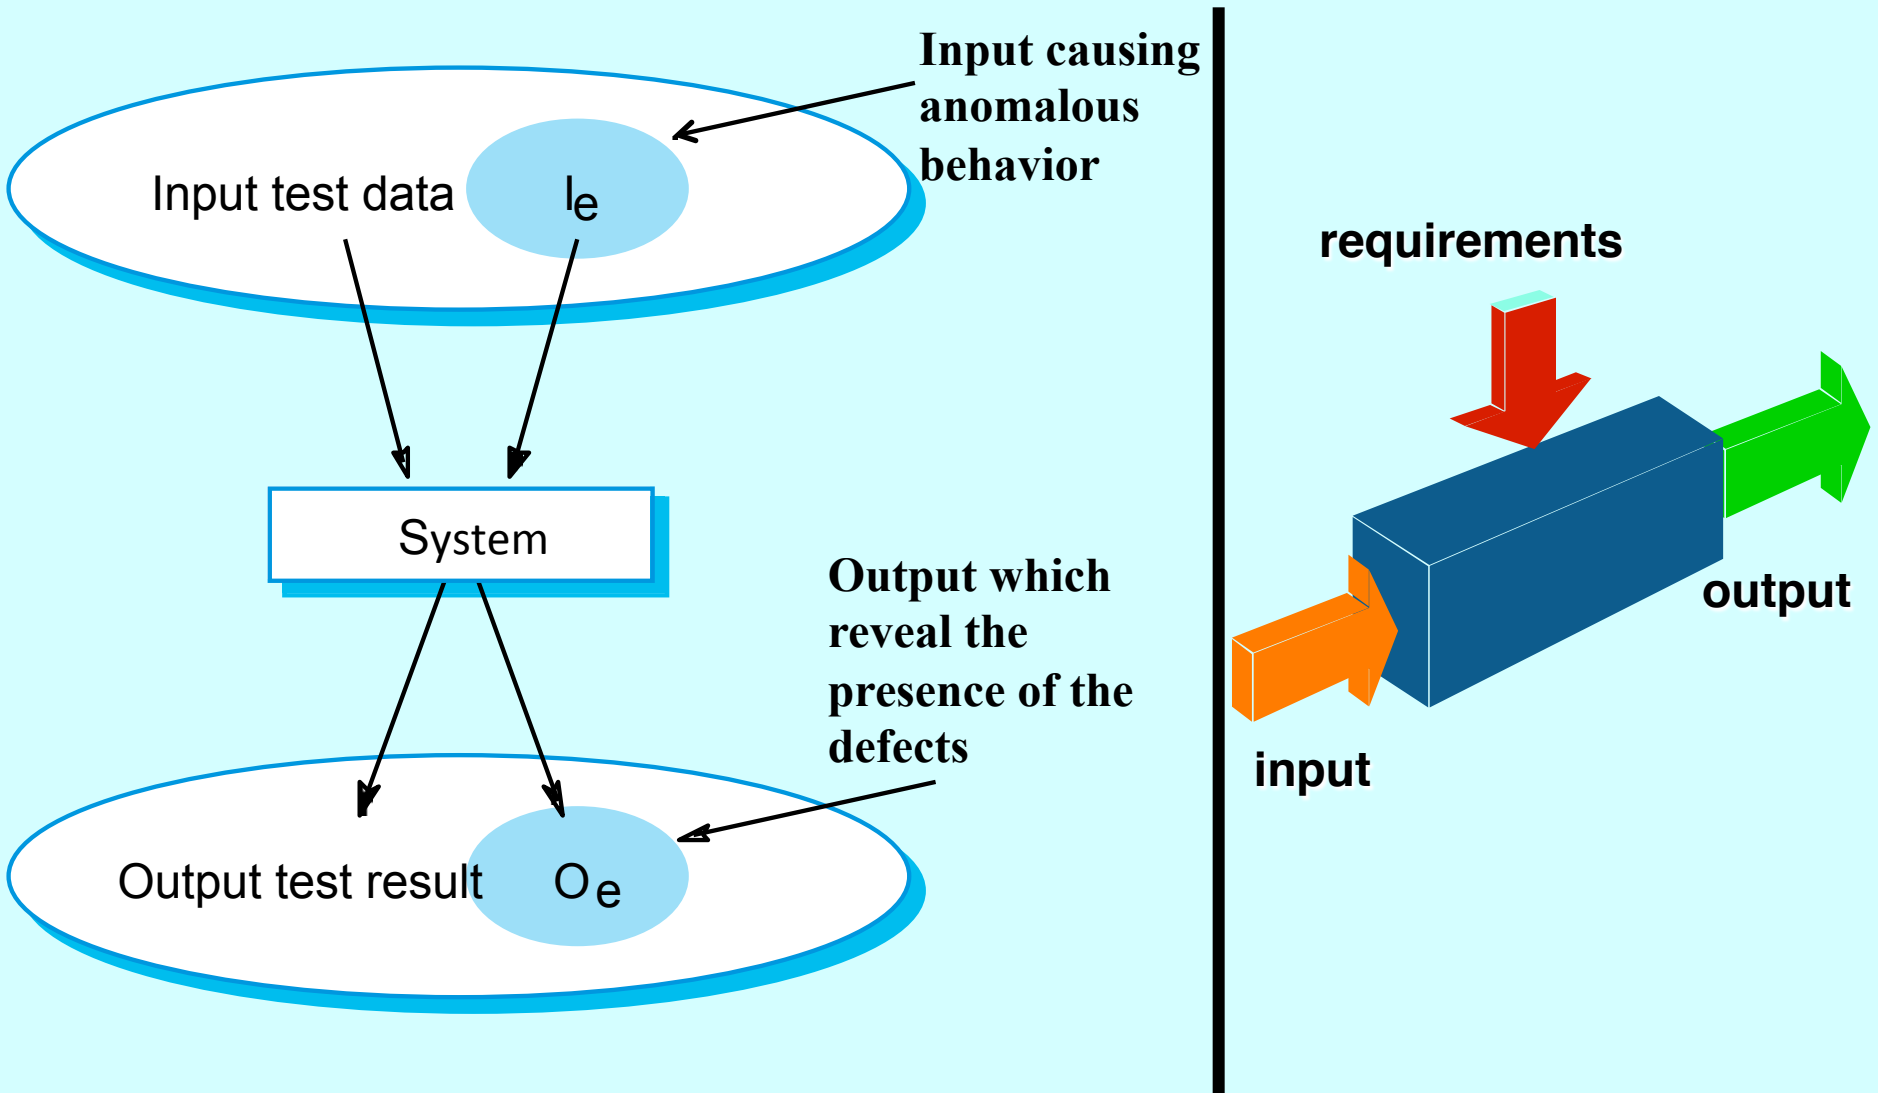 Input causing
anomalous
behavior
Input test data
Ie
System
Output which
reveal the
presence of the
defects
Output test result
Oe
requirements
output
input